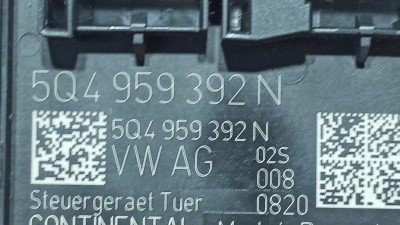 5Q4 959 392 N
5Q4 959 392 N
VW AG 02S
008
Steuergeraet Tuer 0820
CONTINENTAL